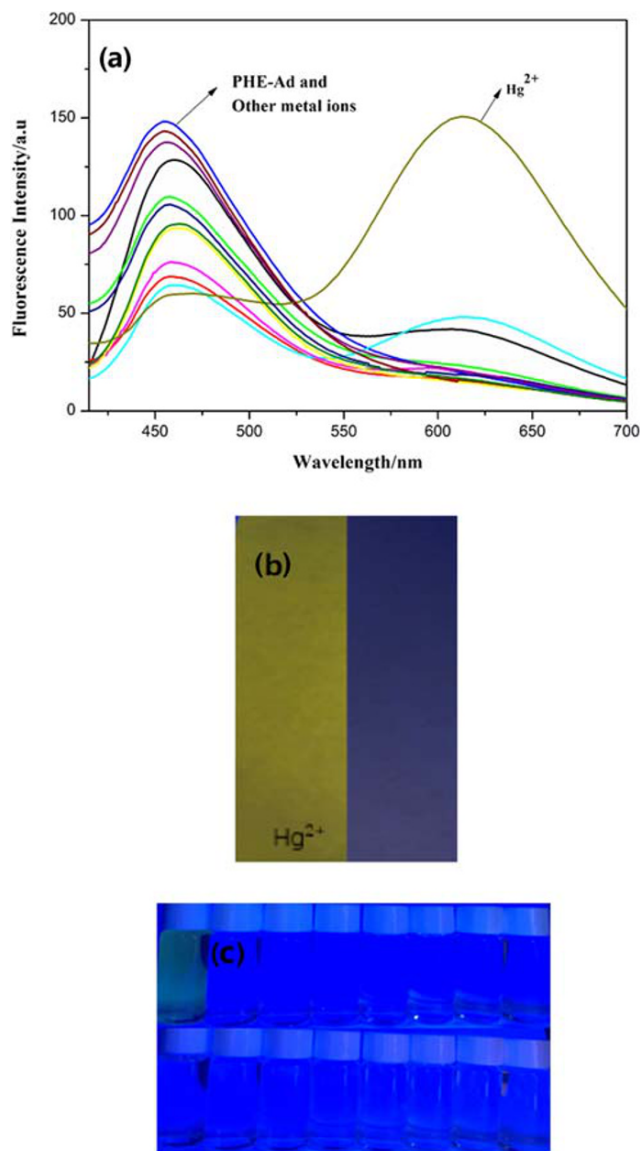 200
(a)
PHE-Ad and
Other metal ions
Hg²⁺
150
100
50
0
450
500
550
600
650
700
Fluorescence Intensity/a.u
Wavelength/nm
(b)
Hg²⁺
(c)